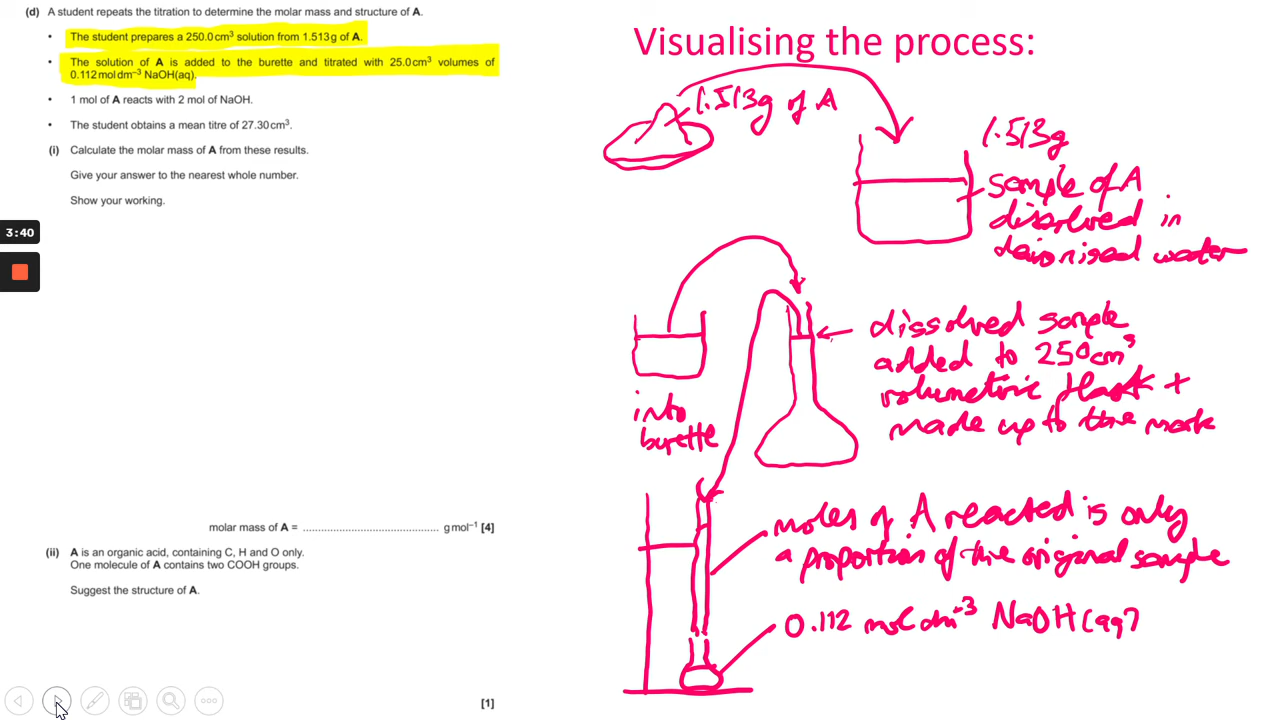 (d) A student repeats the titration to determine the molar mass and structure of A.
• The student prepares a 250.0 cm³ solution from 1.513 g of A.
• The solution of A is added to the burette and titrated with 25.0 cm³ volumes of
0.112 mol dm⁻³ NaOH(aq).
• 1 mol of A reacts with 2 mol of NaOH.
• The student obtains a mean titre of 27.30 cm³.
(i) Calculate the molar mass of A from these results.
Give your answer to the nearest whole number.
Show your working.
3:40
molar mass of A = ............................................. g mol⁻¹ [4]
(ii) A is an organic acid, containing C, H and O only.
One molecule of A contains two COOH groups.
Suggest the structure of A.
[1]
Visualising the process:
1.513g of A
1.513g
sample of A
dissolved in
deionised water
dissolved sample
added to 250cm³
volumetric flask +
made up to the mark
into
burette
moles of A reacted is only
a proportion of the original sample
0.112 mol dm⁻³ NaOH(aq)